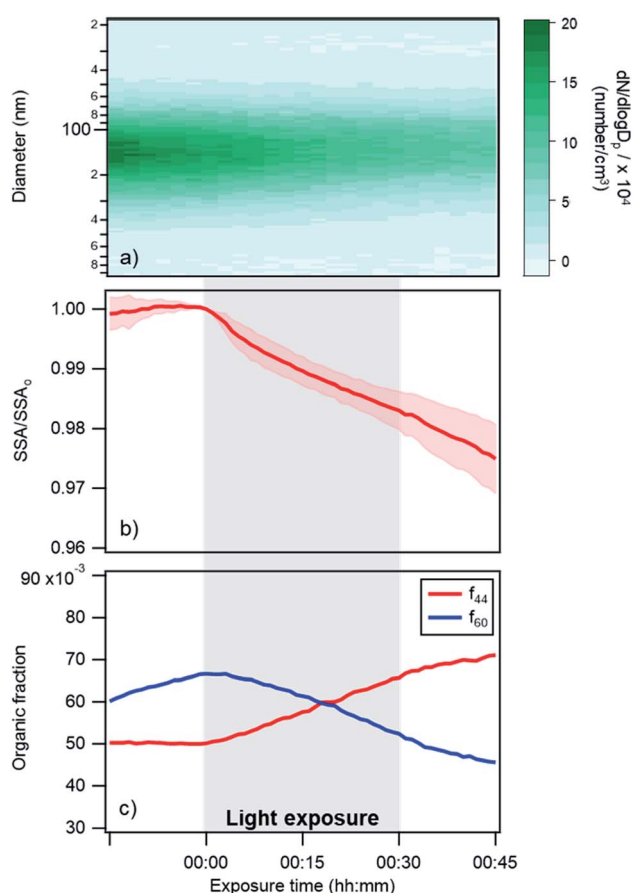 2
4
6
8
100
2
4
6
8
Diameter (nm)
a)
20
15
10
5
0
dN/dlogDₚ / x 10⁴
(number/cm³)
1.00
0.99
0.98
0.97
0.96
SSA/SSAₒ
b)
90 x10⁻³
80
70
60
50
40
30
Organic fraction
f₄₄
f₆₀
c)
Light exposure
00:00 00:15 00:30 00:45
Exposure time (hh:mm)